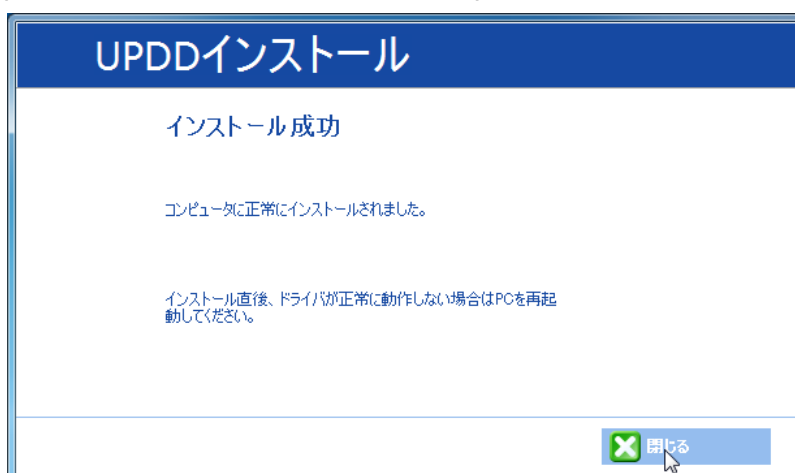 UPDDインストール
インストール成功
コンピュータに正常にインストールされました。
インストール直後、ドライバが正常に動作しない場合はPCを再起
動してください。
閉じる